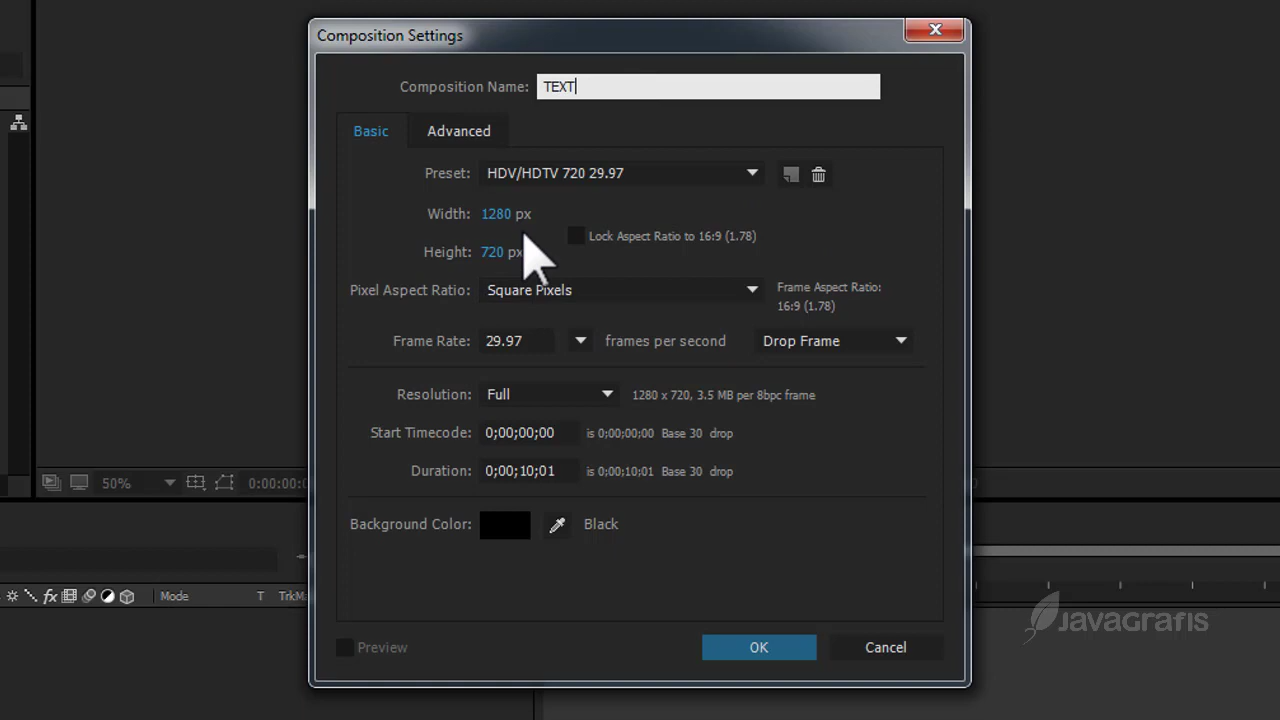 Composition Settings
Composition Name: TEXT
Basic Advanced
Preset: HDV/HDTV 720 29.97
Width: 1280 px
Lock Aspect Ratio to 16:9 (1.78)
Height: 720 px
Pixel Aspect Ratio: Square Pixels
Frame Aspect Ratio:
16:9 (1.78)
Frame Rate: 29.97 frames per second Drop Frame
Resolution: Full 1280 x 720, 3.5 MB per 8bpc frame
Start Timecode: 0;00;00;00 is 0;00;00;00 Base 30 drop
Duration: 0;00;10;01 is 0;00;10;01 Base 30 drop
50% 0:00:00:0
Background Color: Black
fx Mode T TrkMa
Javagrafis
Preview OK Cancel